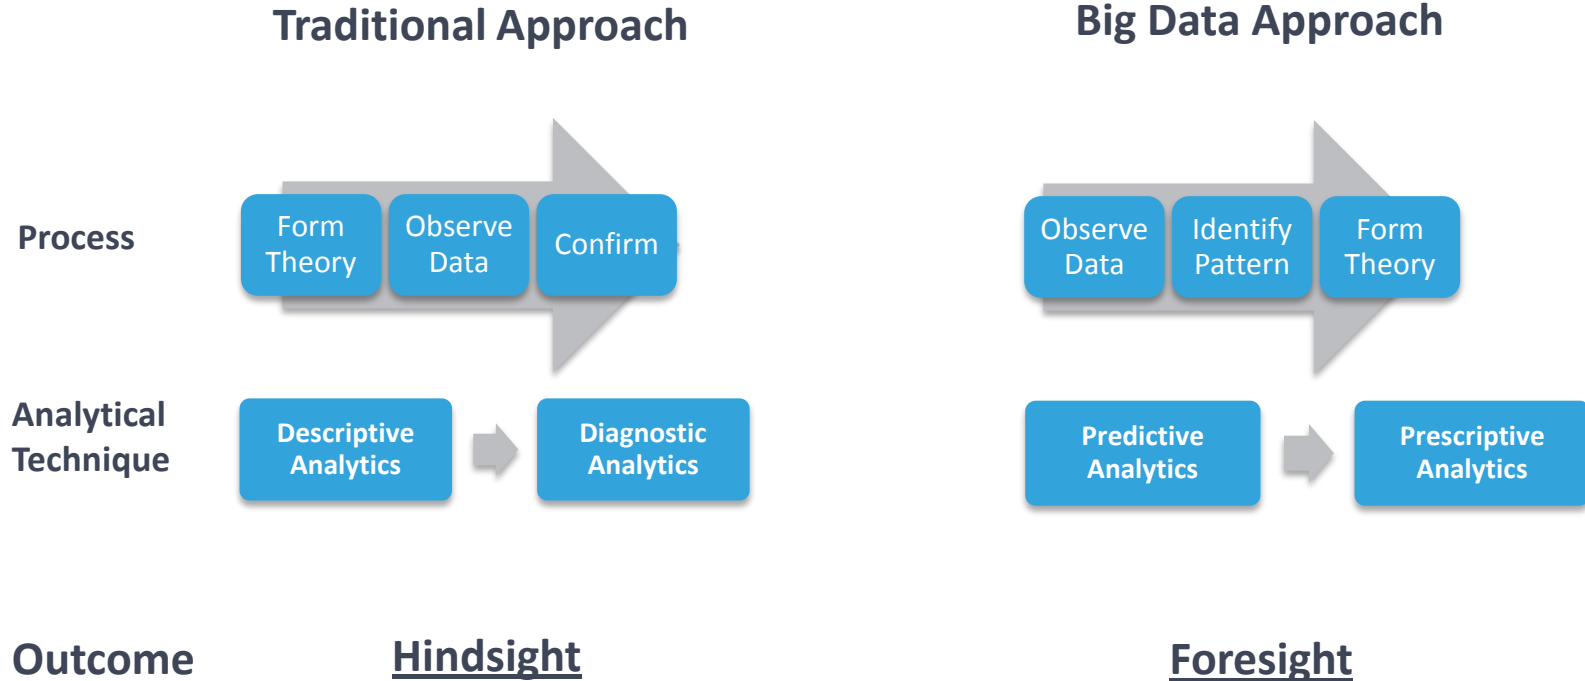 Traditional Approach
Big Data Approach
Process
Form
Theory
Observe
Data
Confirm
Observe
Data
Identify
Pattern
Form
Theory
Analytical
Technique
Descriptive
Analytics
Diagnostic
Analytics
Predictive
Analytics
Prescriptive
Analytics
Outcome
Hindsight
Foresight